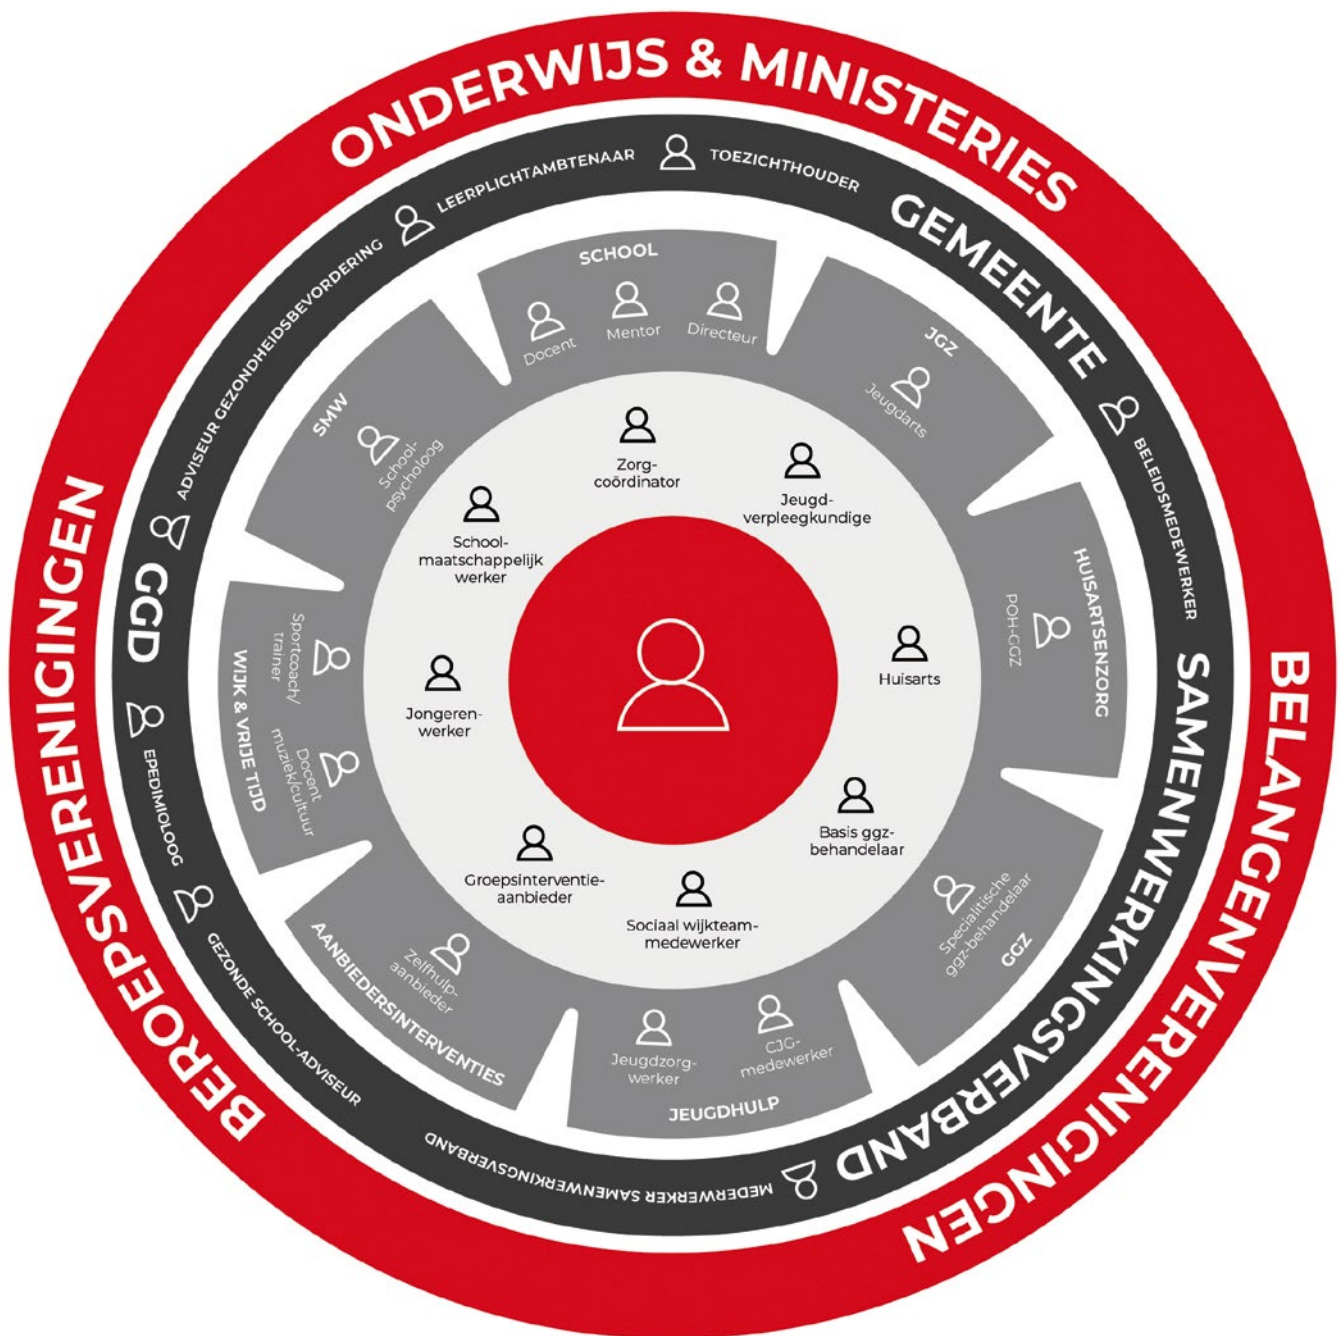 ONDERWIJS & MINISTERIES
BELANGENVERENIGINGEN
BEROEPSVERENIGINGEN
LEERPLICHTAMBTENAAR
TOEZICHTHOUDER
GEMEENTE
BELEIDSMEDEWERKER
SAMENWERKINGSVERBAND
MEDERWERKER SAMENWERKINGSVERBAND
GEZONDE SCHOOL-ADVISEUR
EPEDIMIOLOOG
GGD
ADVISEUR GEZONDHEIDSBEVORDERING
SCHOOL
Docent
Mentor
Directeur
JGZ
Jeugdarts
HUISARTSENZORG
POH-GGZ
Specialitische
ggz-behandelaar
GGZ
CJG-
medewerker
Jeugdzorg-
werker
JEUGDHULP
Zelfhulp-
aanbieder
AANBIEDERSINTERVENTIES
Docent
muziek/cultuur
Sportcoach/
trainer
WIJK & VRIJE TIJD
SMW
School-
psycholoog
Zorg-
coördinator
Jeugd-
verpleegkundige
Huisarts
Basis ggz-
behandelaar
Sociaal wijkteam-
medewerker
Groepsinterventie-
aanbieder
Jongeren-
werker
School-
maatschappelijk
werker